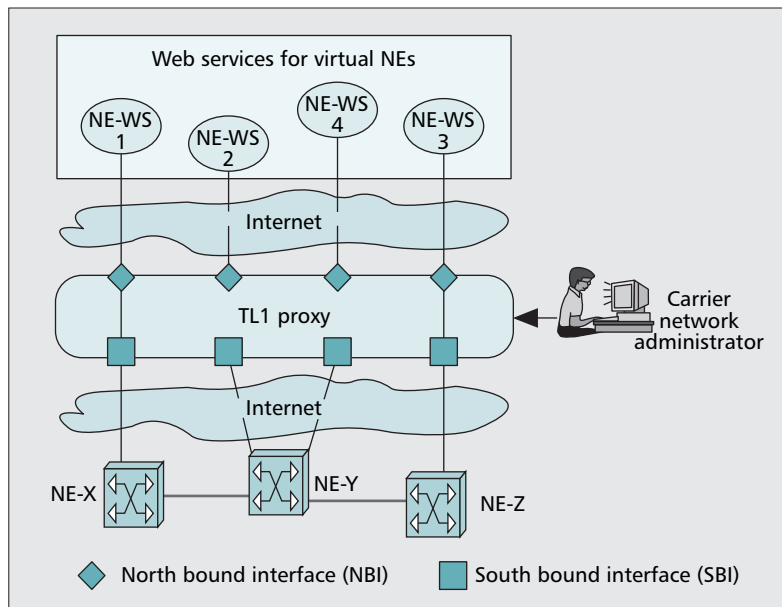 Web services for virtual NEs
NE-WS
1
NE-WS
2
NE-WS
4
NE-WS
3
Internet
TL1 proxy
Carrier
network
administrator
Internet
NE-X
NE-Y
NE-Z
North bound interface (NBI)
South bound interface (SBI)